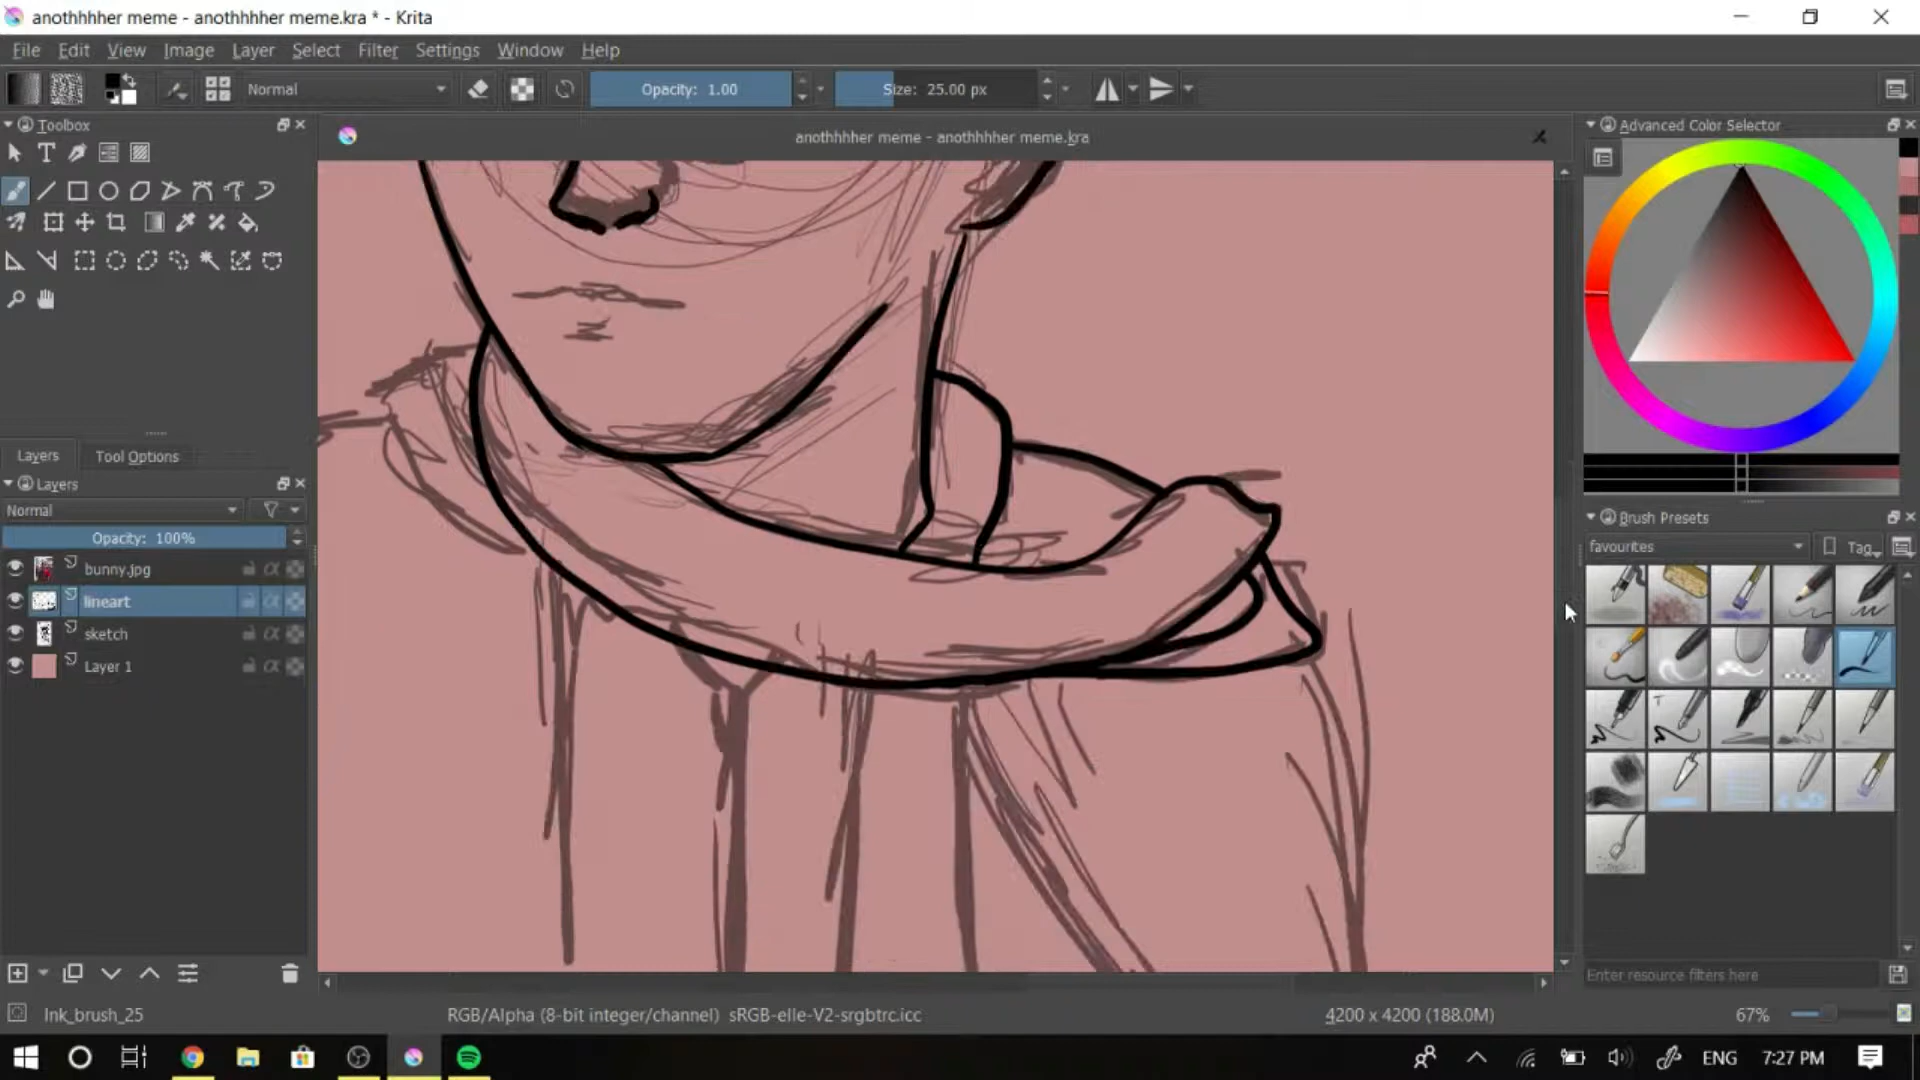 anothhhher meme - anothhhher meme.kra * - Krita
File Edit View Image Layer Select Filter Settings Window Help
Normal Opacity: 1.00 Size: 25.00 px
Toolbox
anothhhher meme - anothhhher meme.kra
Advanced Color Selector
Layers Tool Options
Layers
Normal
Opacity: 100%
bunny.jpg
lineart
sketch
Layer 1
Brush Presets
favourites Tag
Enter resource filters here
Ink_brush_25 RGB/Alpha (8-bit integer/channel) sRGB-elle-V2-srgbtrc.icc 4200 x 4200 (188.0M) 67%
ENG 7:27 PM